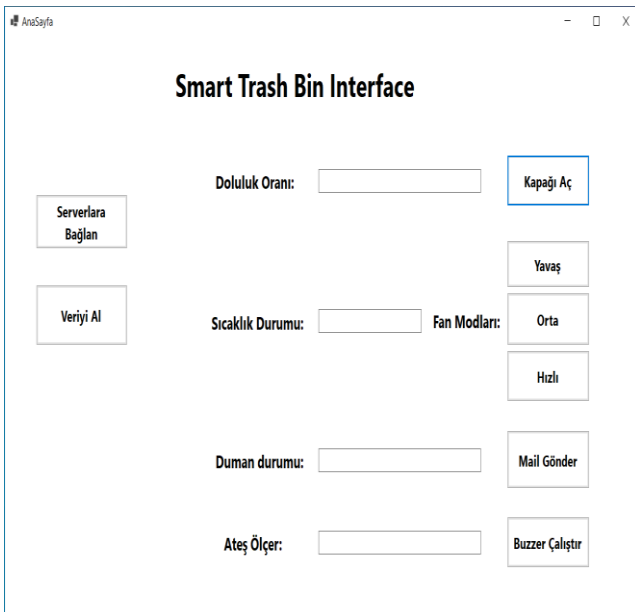 AnaSayfa
Smart Trash Bin Interface
Doluluk Oranı:
Kapağı Aç
Serverlara
Bağlan
Yavaş
Veriyi Al
Sıcaklık Durumu:
Fan Modları:
Orta
Hızlı
Duman durumu:
Mail Gönder
Ateş Ölçer:
Buzzer Çalıştır